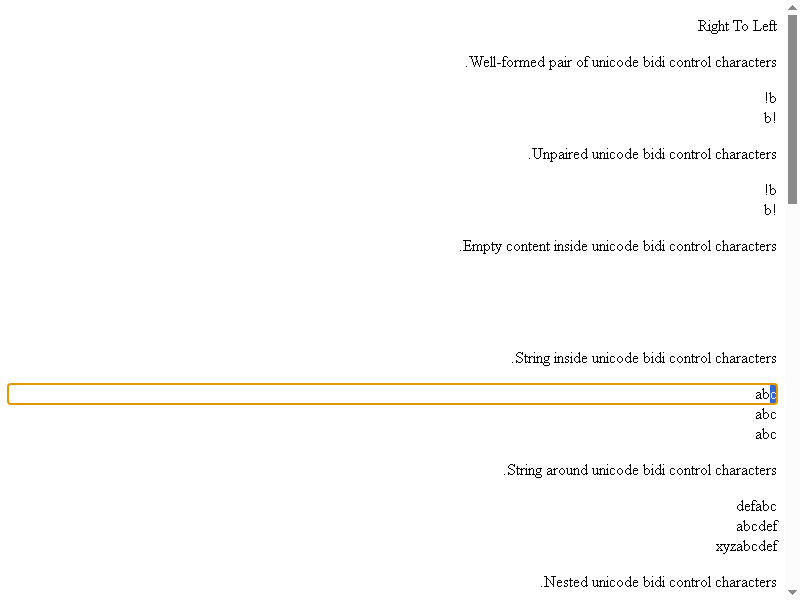 Right To Left
.Well-formed pair of unicode bidi control characters
!b
b!
.Unpaired unicode bidi control characters
!b
b!
.Empty content inside unicode bidi control characters
.String inside unicode bidi control characters
abc
abc
abc
.String around unicode bidi control characters
defabc
abcdef
xyzabcdef
.Nested unicode bidi control characters